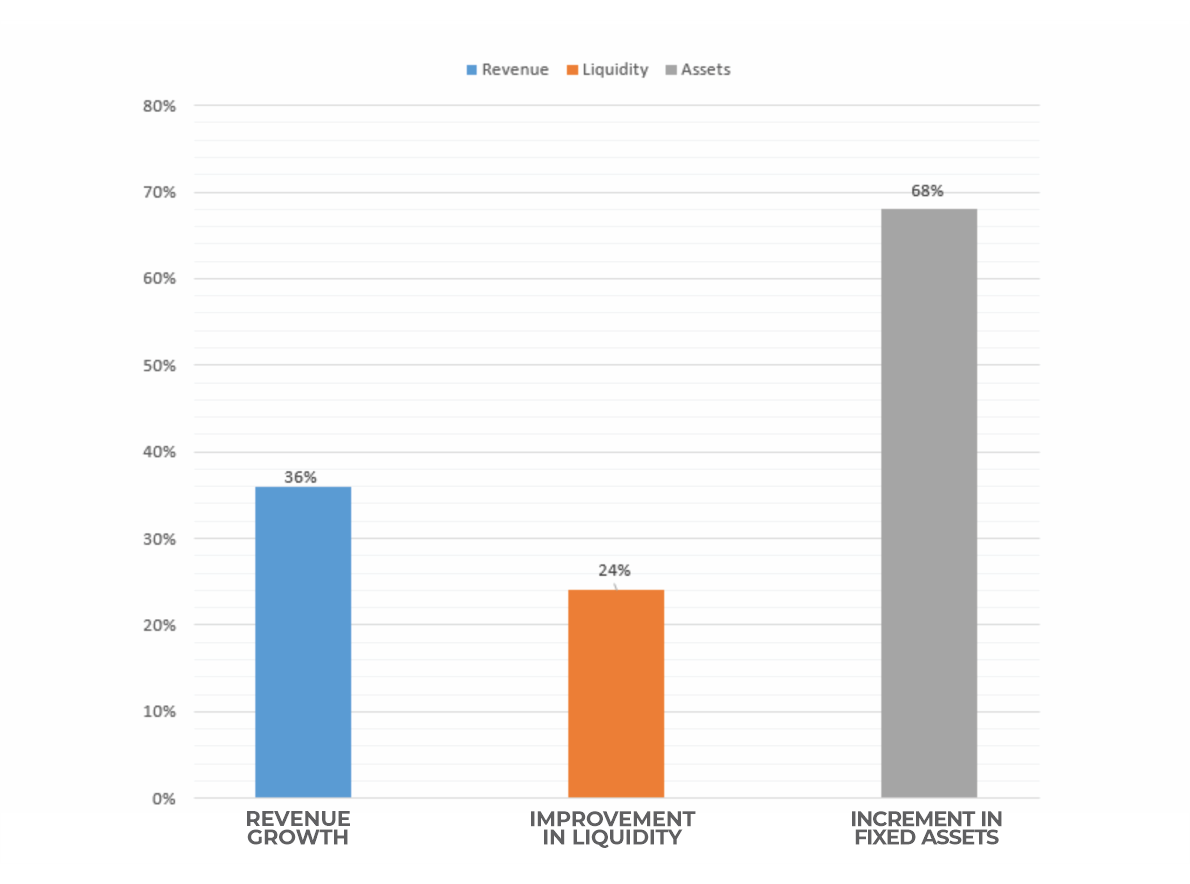 Revenue Liquidity Assets
80%
70%
68%
60%
50%
40%
36%
30%
24%
20%
10%
0%
REVENUE
GROWTH
IMPROVEMENT
IN LIQUIDITY
INCREMENT IN
FIXED ASSETS